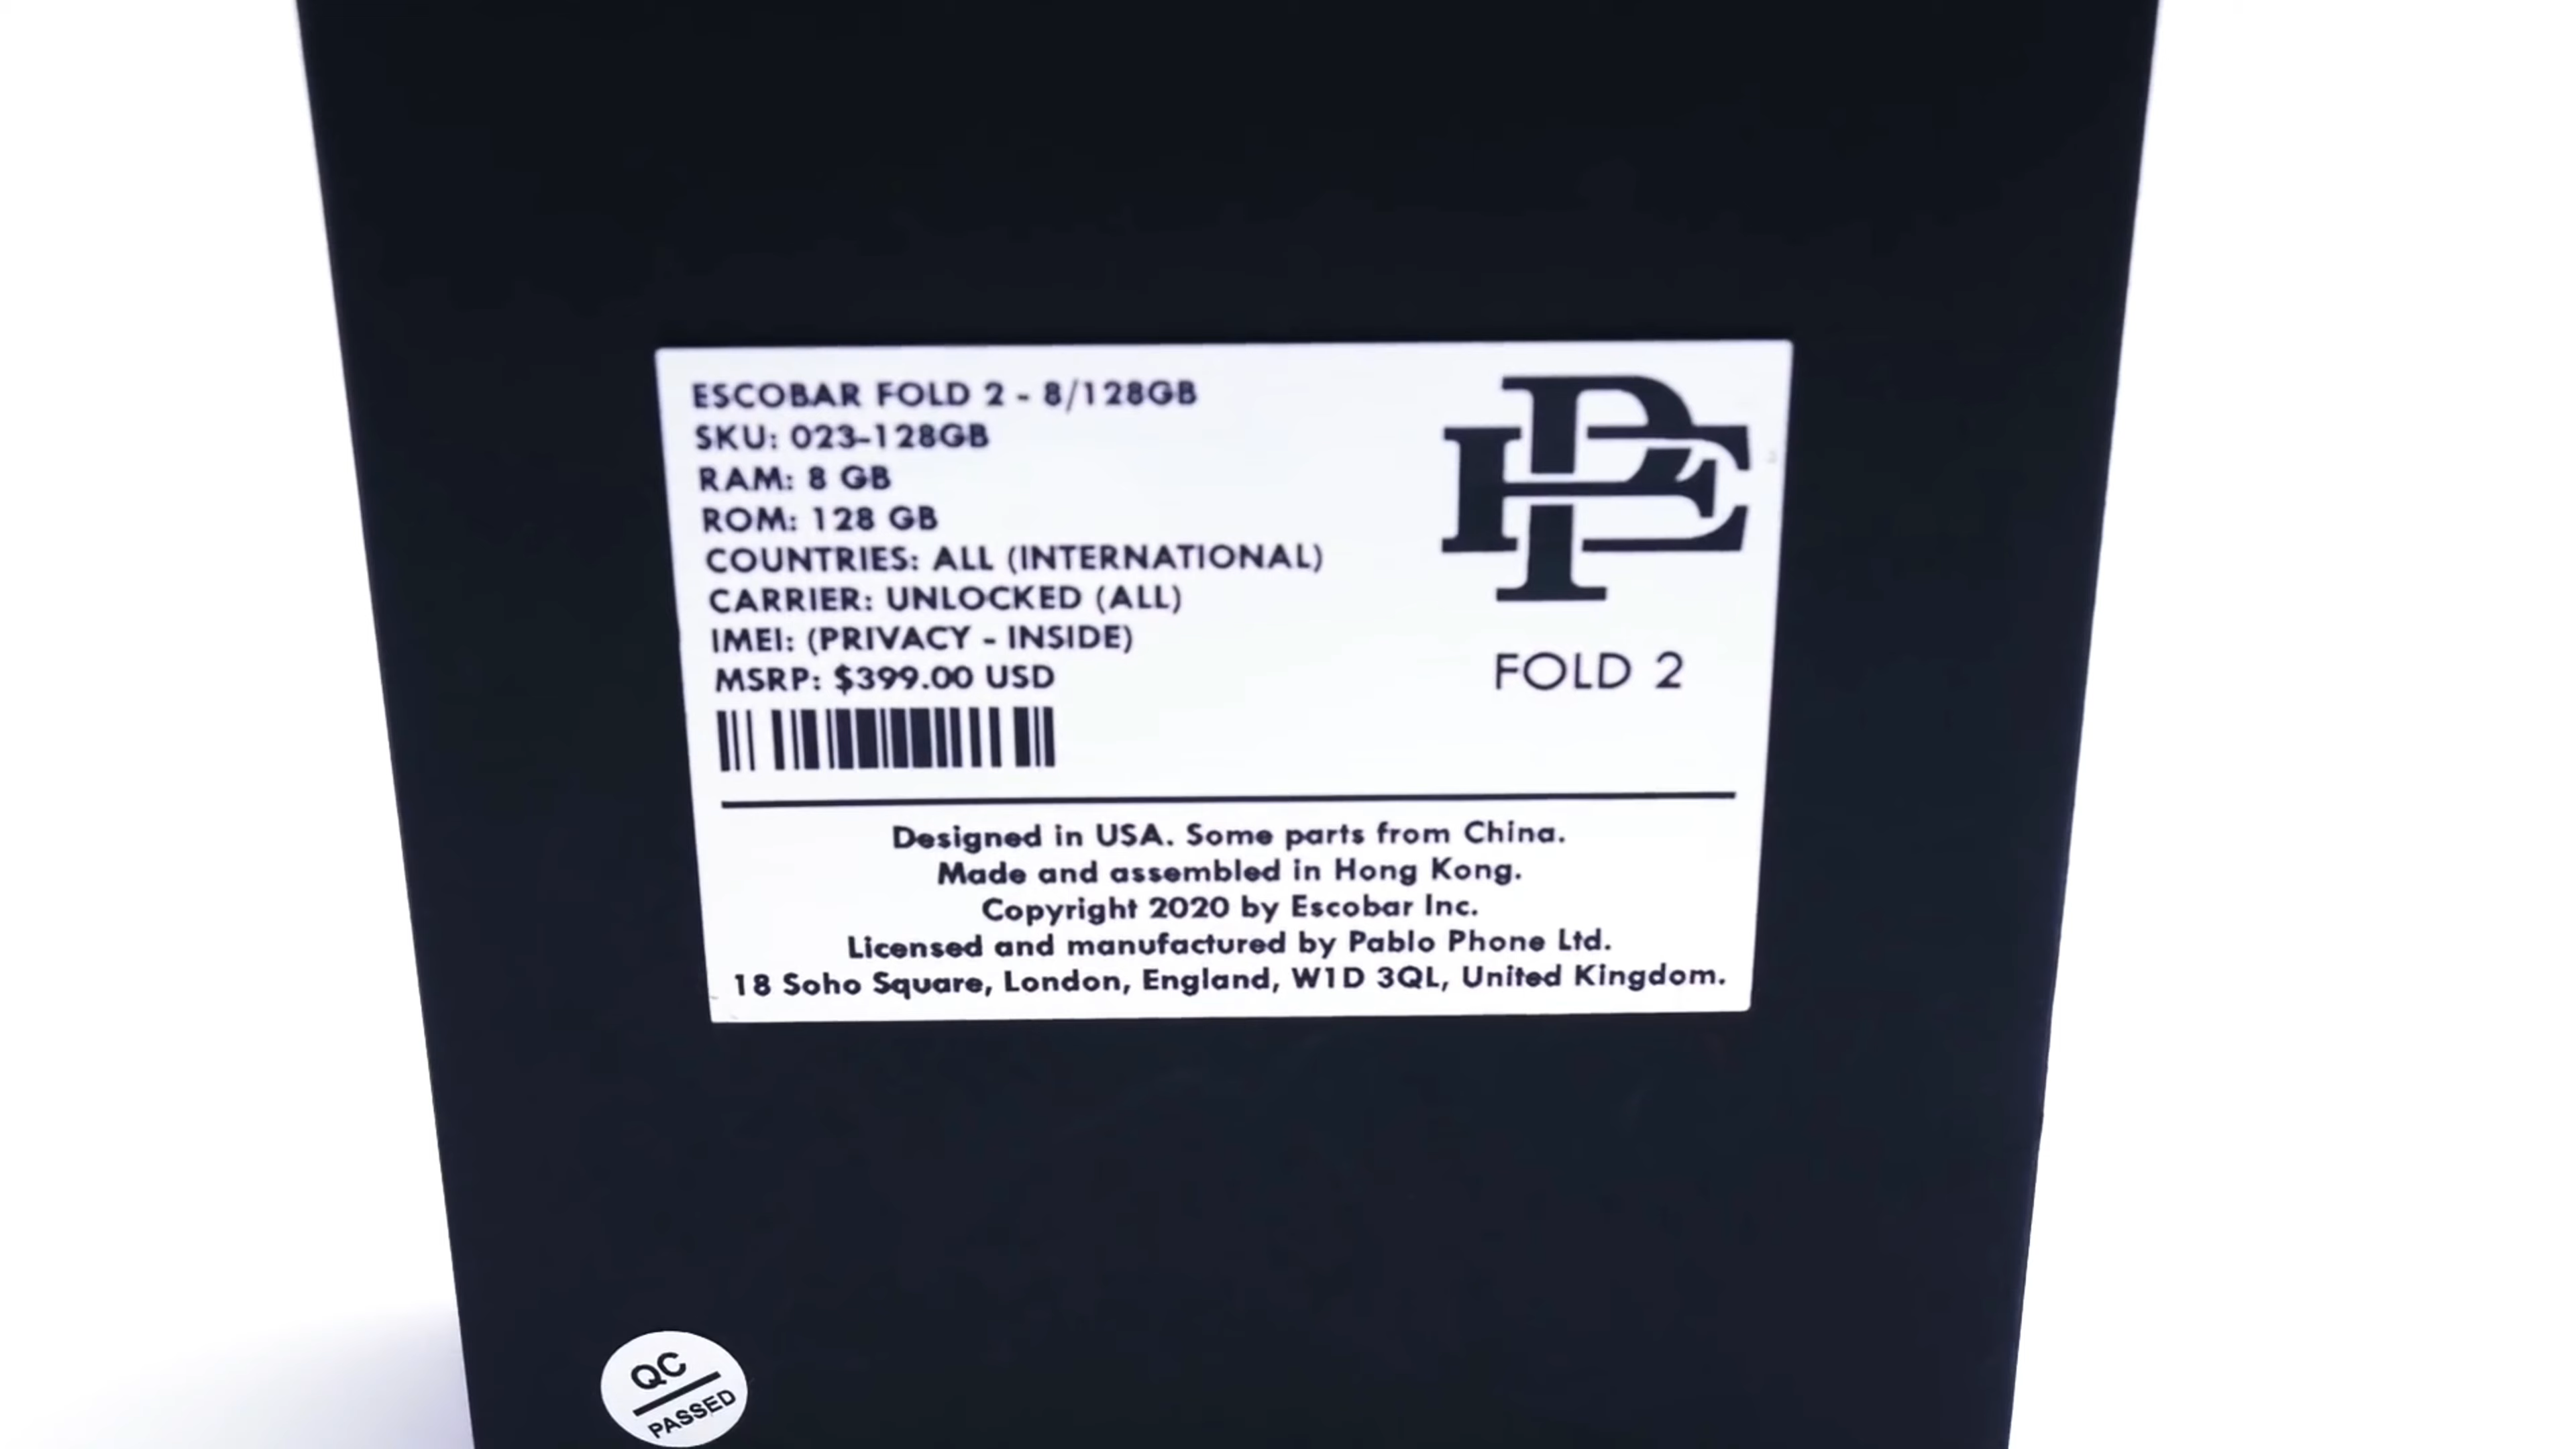 ESCOBAR FOLD 2 - 8/128GB
SKU: 023-128GB
RAM: 8 GB
ROM: 128 GB
COUNTRIES: ALL (INTERNATIONAL)
CARRIER: UNLOCKED (ALL)
IMEI: (PRIVACY - INSIDE)
MSRP: $399.00 USD
PE
FOLD 2
Designed in USA. Some parts from China.
Made and assembled in Hong Kong.
Copyright 2020 by Escobar Inc.
Licensed and manufactured by Pablo Phone Ltd.
18 Soho Square, London, England, W1D 3QL, United Kingdom.
QC
PASSED